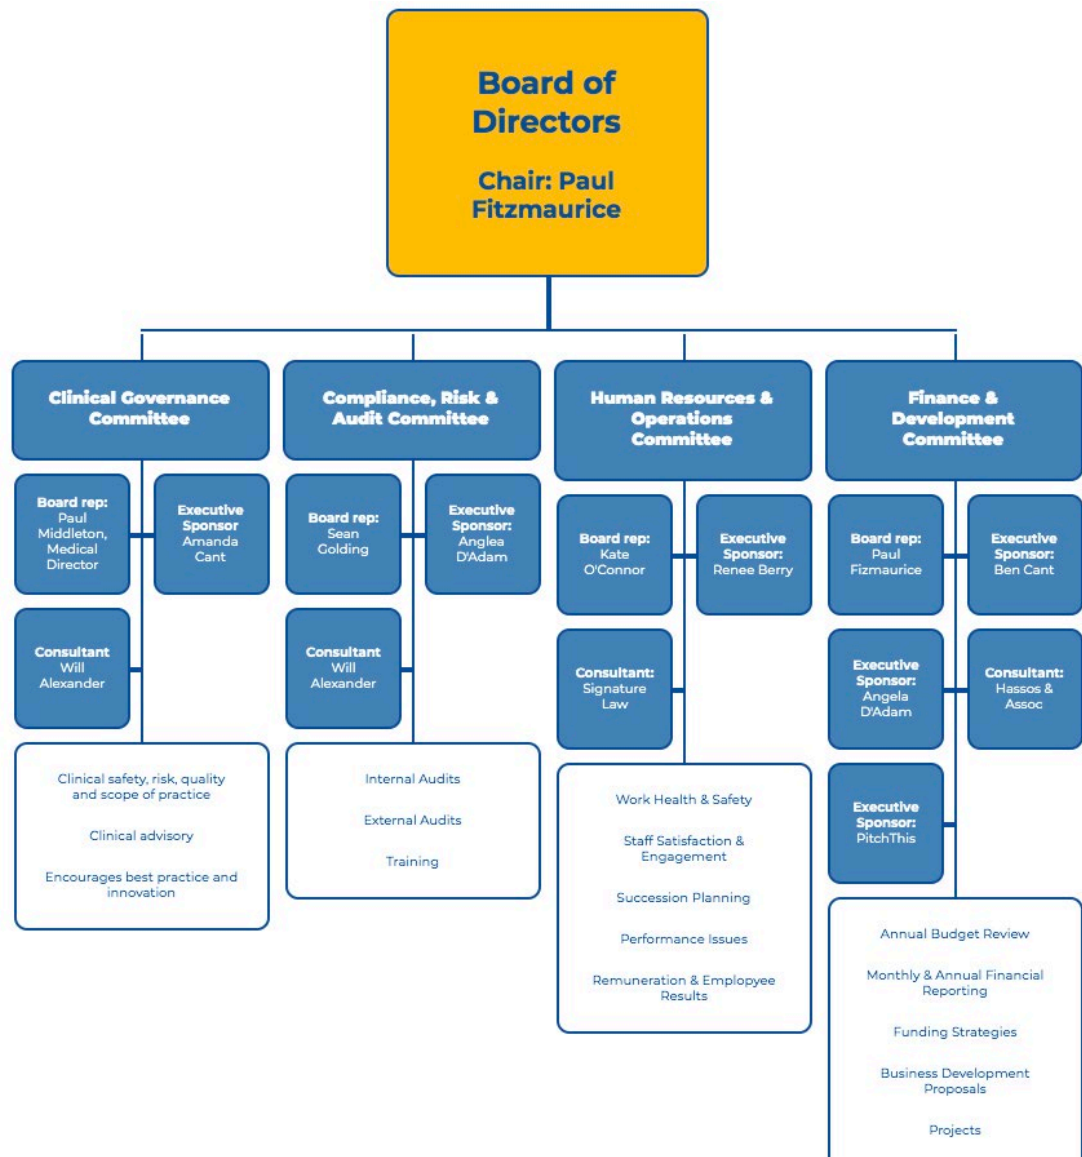 Board of
Directors
Chair: Paul
Fitzmaurice
Clinical Governance
Committee
Board rep:
Paul
Middleton,
Medical
Director
Executive
Sponsor
Amanda
Cant
Consultant
Will
Alexander
Clinical safety, risk, quality
and scope of practice
Clinical advisory
Encourages best practice and
innovation
Compliance, Risk &
Audit Committee
Board rep:
Sean
Golding
Executive
Sponsor:
Anglea
D'Adam
Consultant
Will
Alexander
Internal Audits
External Audits
Training
Human Resources &
Operations
Committee
Board rep:
Kate
O'Connor
Executive
Sponsor:
Renee Berry
Consultant:
Signature
Law
Work Health & Safety
Staff Satisfaction &
Engagement
Succession Planning
Performance Issues
Remuneration & Emplopyee
Results
Finance &
Development
Committee
Board rep:
Paul
Fizmaurice
Executive
Sponsor:
Ben Cant
Executive
Sponsor:
Angela
D'Adam
Consultant:
Hassos &
Assoc
Executive
Sponsor:
PitchThis
Annual Budget Review
Monthly & Annual Financial
Reporting
Funding Strategies
Business Development
Proposals
Projects